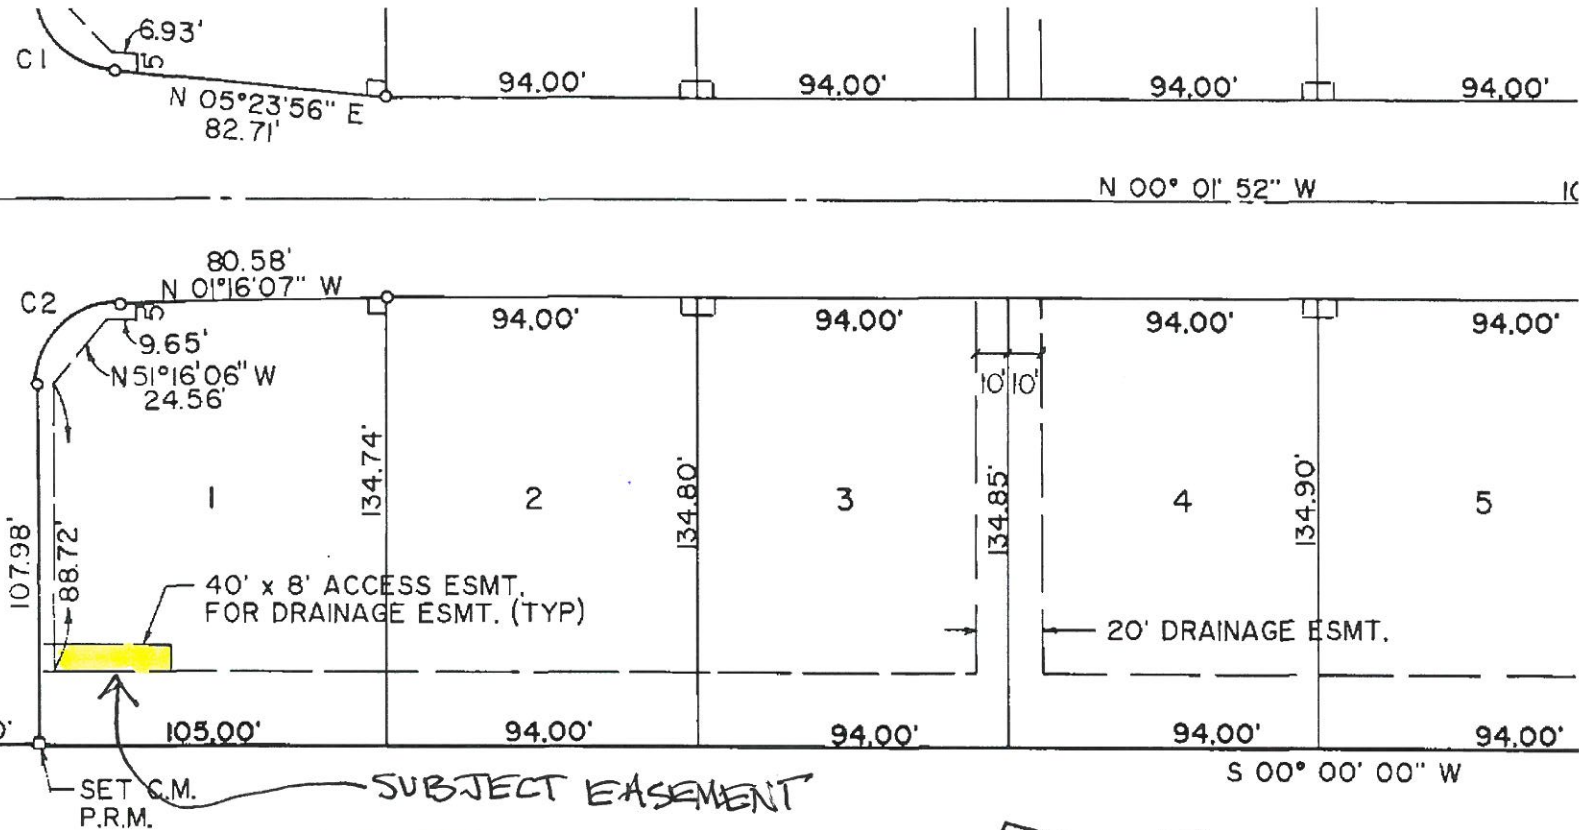 6.93'
C1
5
94.00'
94.00'
94.00'
94.00'
N 05°23'56" E
82.71'
N 00° 01' 52" W
80.58'
N 01°16'07" W
C2
5
94.00'
94.00'
94.00'
94.00'
9.65'
N 51°16'06" W
24.56'
10' 10'
134.74'
134.80'
134.85'
134.90'
1
2
3
4
5
107.98'
88.72'
40' x 8' ACCESS ESMT.
FOR DRAINAGE ESMT. (TYP)
20' DRAINAGE ESMT.
105.00'
94.00'
94.00'
94.00'
94.00'
S 00° 00' 00" W
SET C.M.
P.R.M.
SUBJECT EASEMENT